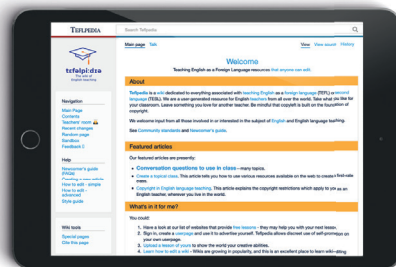 TEFLPEDIA
Search Teflpedia
Main page Talk
View View source History
Welcome
Teaching English as a Foreign Language resources that anyone can edit.
tɛfəlpiːdɪə
The wiki of
English teaching
About
Teflpedia is a wiki dedicated to everything associated with teaching English as a foreign language (TEFL) or second
language (TESL). We are a user-generated resource for English teachers from all over the world. Take what you like for
your classroom. Leave something you have for another teacher. Be mindful that copyleft is built on the foundation of
copyright.
We welcome input from all those involved in or interested in the subject of English and English language teaching.
See Community standards and Newcomer's guide.
Navigation
Main Page
Contents
Teachers' room
Recent changes
Random page
Sandbox
Feedback
Help
Newcomer's guide
(FAQs)
Creating a new article
How to edit - simple
How to edit -
advanced
Style guide
Wiki tools
Special pages
Cite this page
Featured articles
Our featured articles are presently:
Conversation questions to use in class – many topics.
Create a topical class. This article tells you how to use various resources available on the web to create a first-rate
class.
Copyright in English language teaching. This article explains the copyright restrictions which apply to you as an
English teacher, wherever you live in the world.
What's in it for me?
You could:
1. Have a look at our list of websites that provide free lessons - they may help you with your next lesson.
2. Sign in, create a userpage and use it to advertise yourself. Teflpedia allows discreet use of self-promotion on
your own userpage.
3. Upload a lesson of yours to show the world your creative abilities.
4. Learn how to edit a wiki - Wikis are growing in popularity, and this is an excellent place to learn wiki-diting